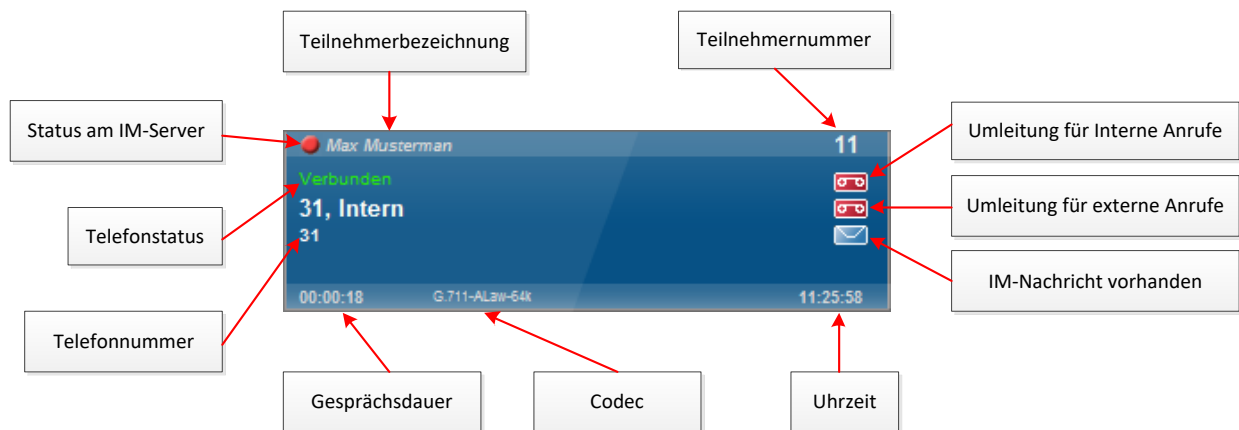 Teilnehmerbezeichnung
Teilnehmernummer
Status am IM-Server
Max Musterman
11
Umleitung für Interne Anrufe
Verbunden
31, Intern
Umleitung für externe Anrufe
Telefonstatus
31
IM-Nachricht vorhanden
00:00:18
G.711-ALaw-64k
11:25:58
Telefonnummer
Gesprächsdauer
Codec
Uhrzeit